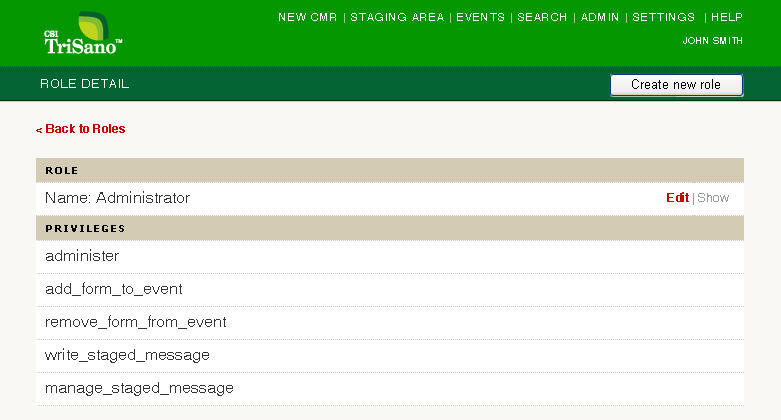 NEW CMR | STAGING AREA | EVENTS | SEARCH | ADMIN | SETTINGS | HELP
CSI
TriSano™
JOHN SMITH
ROLE DETAIL
Create new role
< Back to Roles
ROLE
Name: Administrator
Edit | Show
PRIVILEGES
administer
add_form_to_event
remove_form_from_event
write_staged_message
manage_staged_message